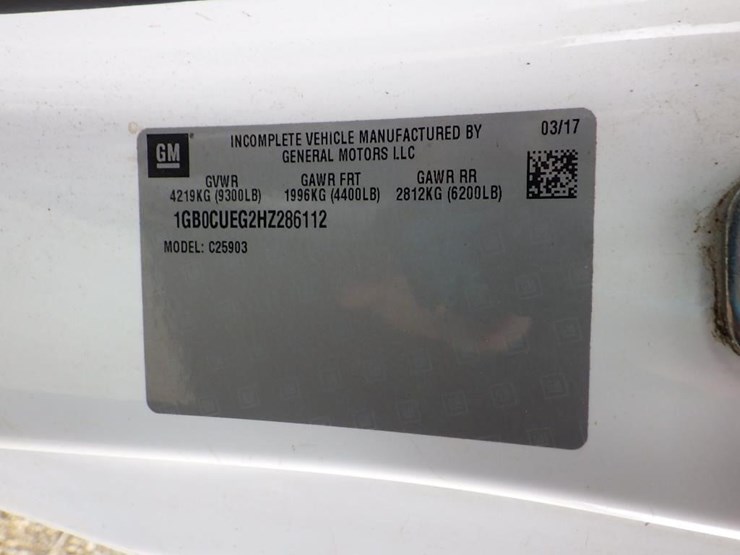 GM
INCOMPLETE VEHICLE MANUFACTURED BY
GENERAL MOTORS LLC
03/17
GVWR GAWR FRT GAWR RR
4219KG (9300LB) 1996KG (4400LB) 2812KG (6200LB)
1GB0CUEG2HZ286112
MODEL: C25903